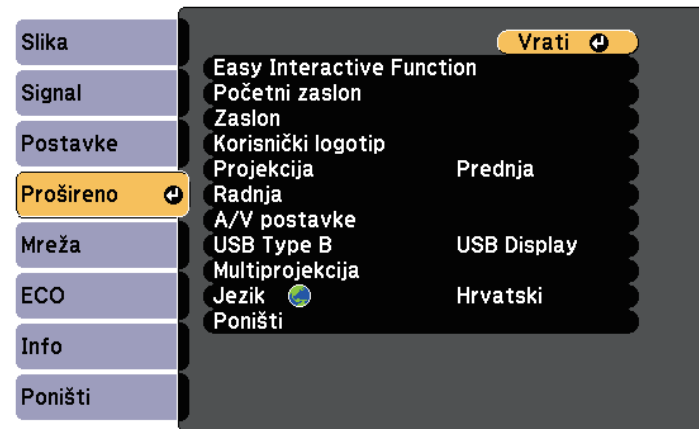 Slika
Signal
Postavke
Prošireno
Mreža
ECO
Info
Poništi
Vrati
Easy Interactive Function
Početni zaslon
Zaslon
Korisnički logotip
Projekcija Prednja
Radnja
A/V postavke
USB Type B USB Display
Multiprojekcija
Jezik Hrvatski
Poništi